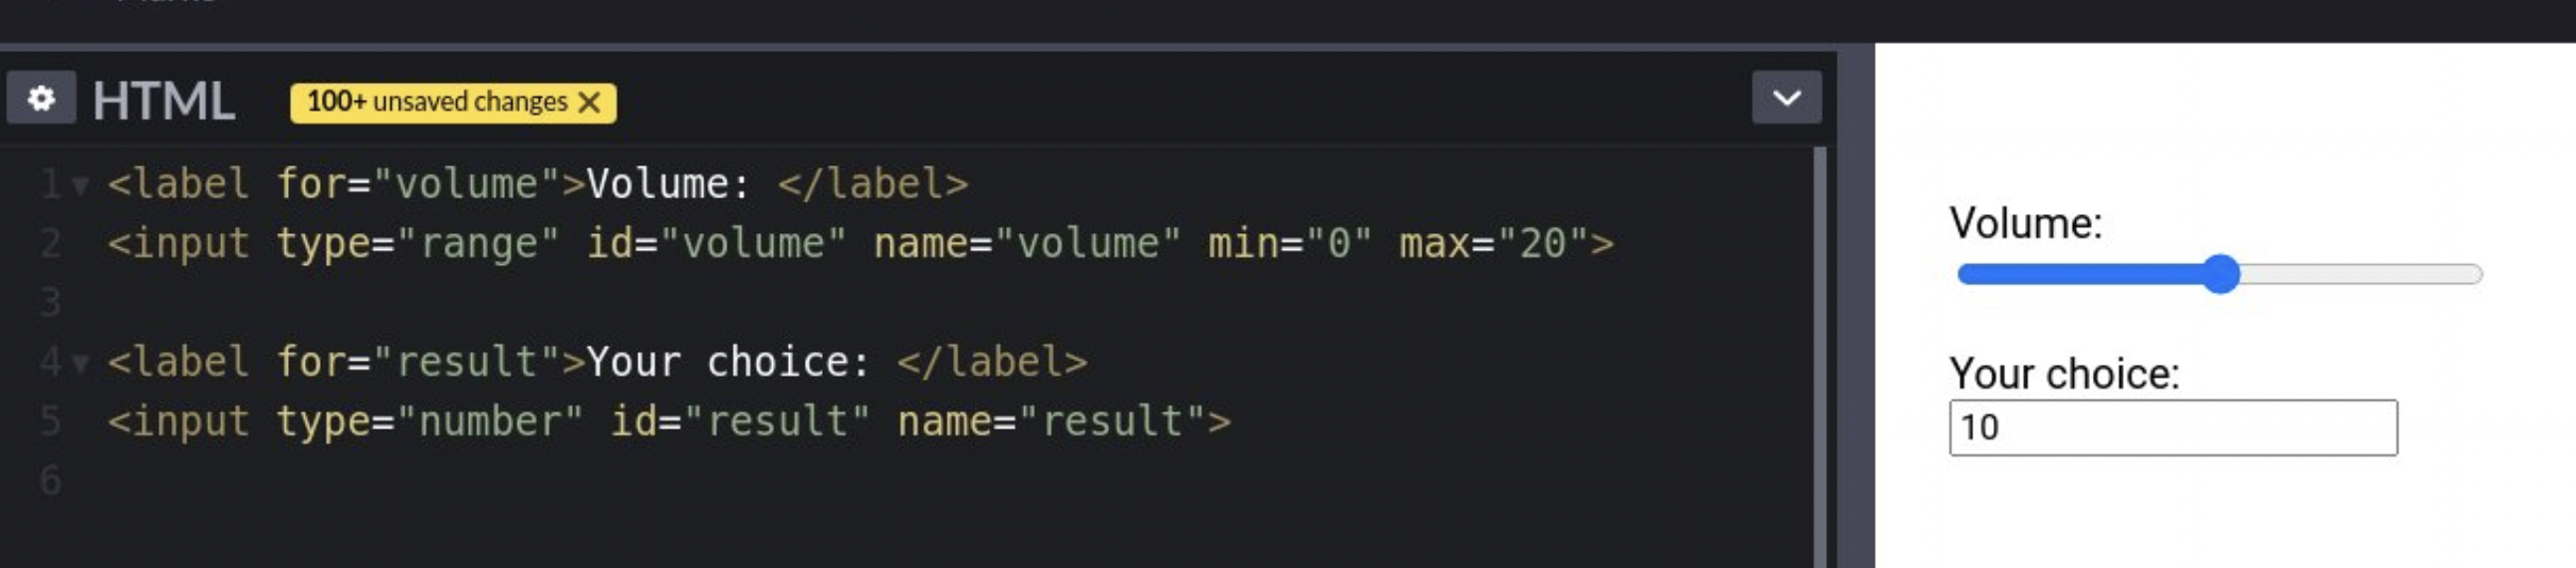 HTML 100+ unsaved changes
1 <label for="volume">Volume: </label>
2 <input type="range" id="volume" name="volume" min="0" max="20">
3
4 <label for="result">Your choice: </label>
5 <input type="number" id="result" name="result">
6
Volume:
Your choice:
10